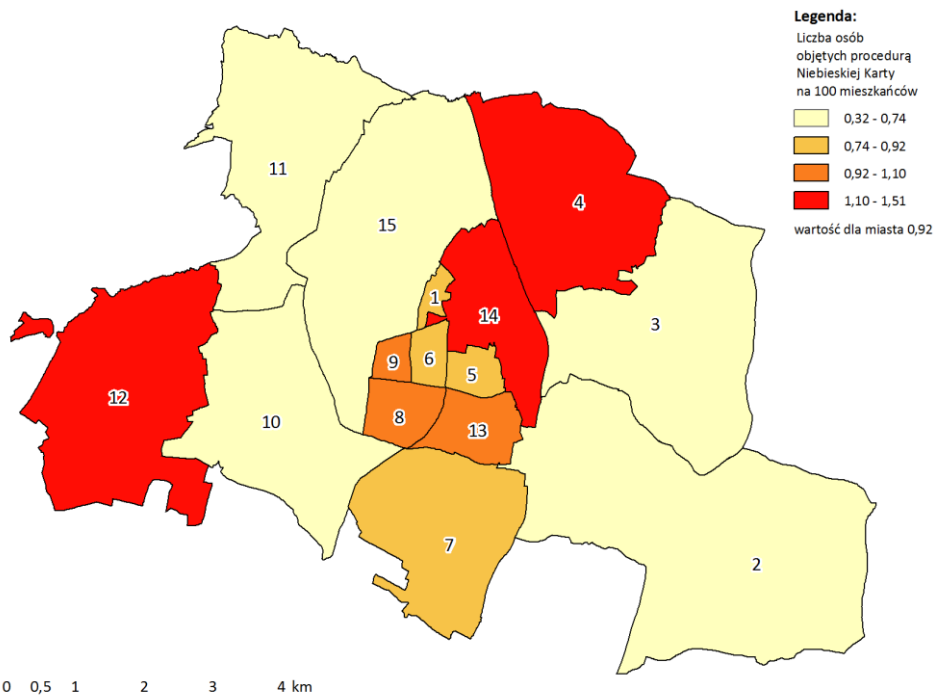 Legenda:
Liczba osób
objętych procedurą
Niebieskiej Karty
na 100 mieszkańców
0,32 - 0,74
0,74 - 0,92
0,92 - 1,10
1,10 - 1,51
wartość dla miasta 0,92
11
4
15
1
14
3
9
6
5
12
10
8
13
7
2
0 0,5 1 2 3 4 km